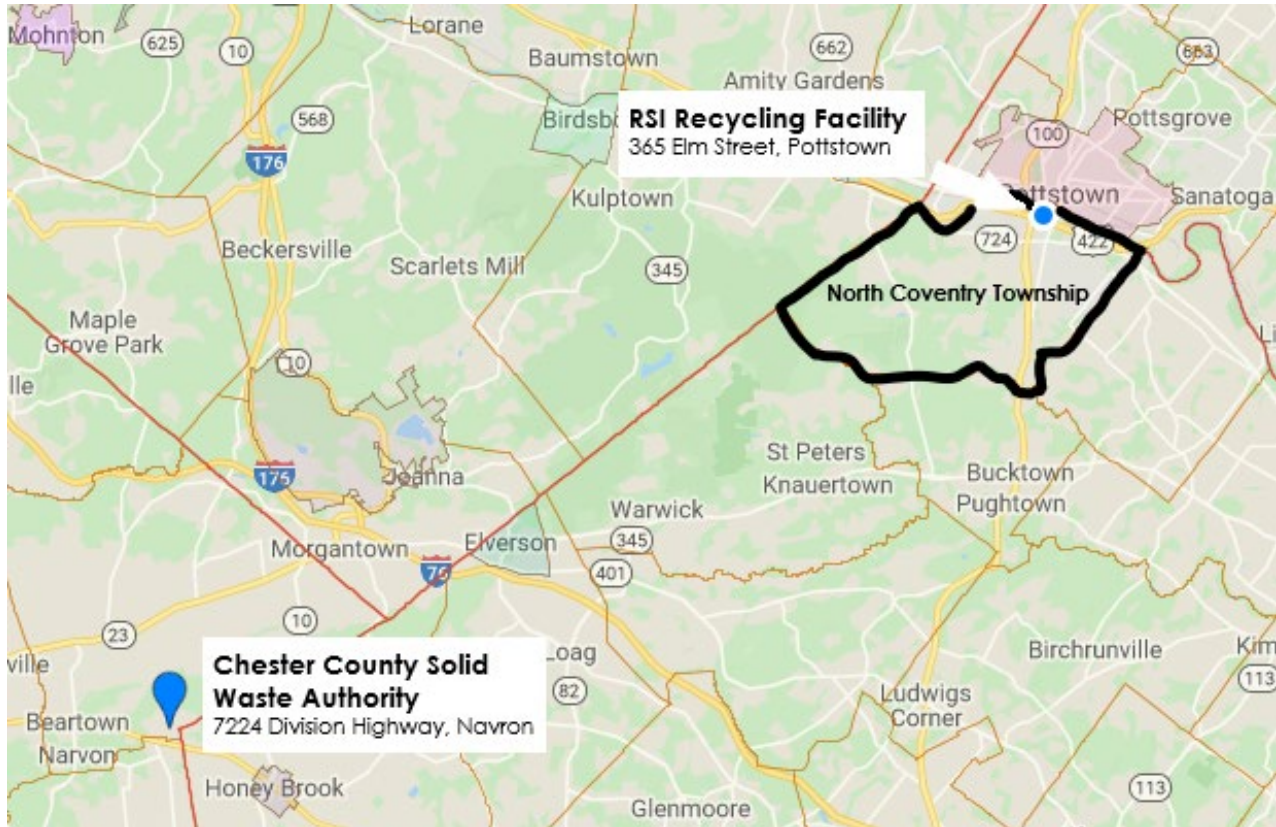 Mohnton
625
10
Lorane
662
663
Baumstown
Amity Gardens
568
Birdsb
RSI Recycling Facility
365 Elm Street, Pottstown
100
Pottsgrove
176
Kulptown
ottstown
Sanatoga
724
422
Beckersville
Scarlets Mill
345
North Coventry Township
Maple
Grove Park
Li
lle
10
St Peters
Knauertown
Bucktown
Pughtown
176
Joanna
Warwick
Morgantown
Elverson
345
76
401
23
10
ville
Chester County Solid
Waste Authority
7224 Division Highway, Navron
Loag
82
Birchrunville
Kim
113
Beartown
Narvon
Ludwigs
Corner
Honey Brook
113
Glenmoore